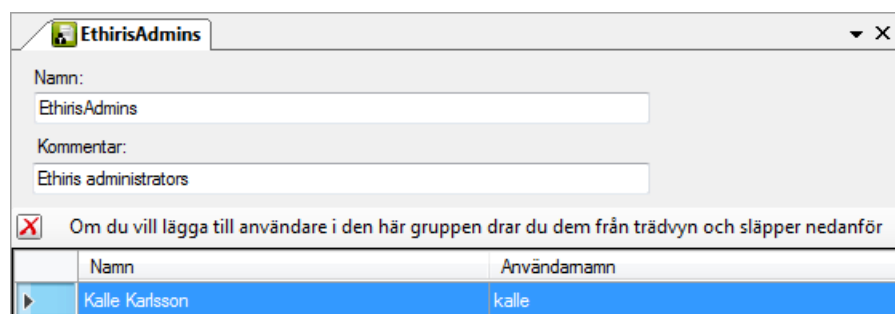 EthirisAdmins
Namn:
EthirisAdmins
Kommentar:
Ethiris administrators
Om du vill lägga till användare i den här gruppen drar du dem från trädvyn och släpper nedanför
Namn Användarnamn
Kalle Karlsson kalle